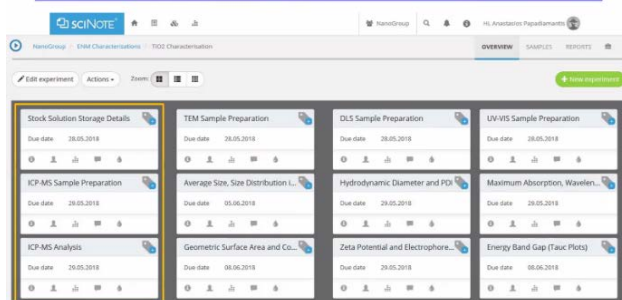 SCINOTE
NanoGroup
Hi, Anastasios Papadiamantis
NanoGroup / ENM Characterisations / TiO2 Characterisation
OVERVIEW SAMPLES REPORTS
Edit experiment Actions Zoom:
+ New experiment
Stock Solution Storage Details TEM Sample Preparation DLS Sample Preparation UV-VIS Sample Preparation
Due date 28.05.2018 Due date 28.05.2018 Due date 28.05.2018 Due date 28.05.2018
ICP-MS Sample Preparation Average Size, Size Distribution i... Hydrodynamic Diameter and PDI Maximum Absorption, Wavelen...
Due date 29.05.2018 Due date 05.06.2018 Due date 29.05.2018 Due date 29.05.2018
ICP-MS Analysis Geometric Surface Area and Co... Zeta Potential and Electrophore... Energy Band Gap (Tauc Plots)
Due date 29.05.2018 Due date 08.06.2018 Due date 29.05.2018 Due date 08.06.2018